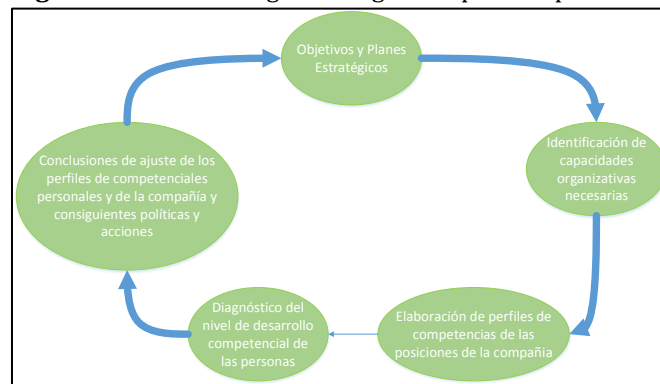 Objetivos y Planes
Estratégicos
Identificación de
capacidades
organizativas
necesarias
Elaboración de perfiles de
competencias de las
posiciones de la compañia
Diagnóstico del
nivel de desarrollo
competencial de
las personas
Conclusiones de ajuste de los
perfiles de competenciales
personales y de la compañía y
consiguientes políticas y
acciones